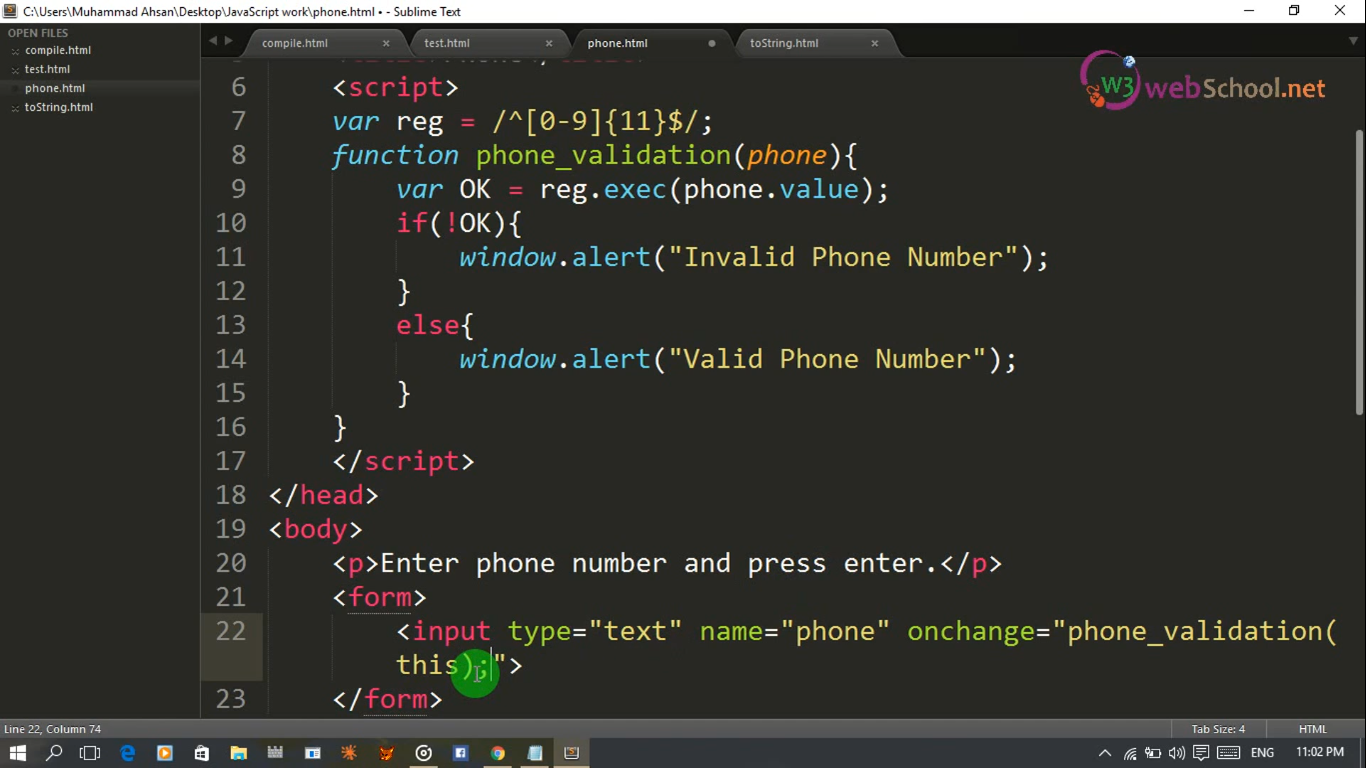 C:\Users\Muhammad Ahsan\Desktop\JavaScript work\phone.html • - Sublime Text
OPEN FILES
compile.html
test.html
phone.html
toString.html
compile.html × test.html × phone.html toString.html ×
W3 webSchool.net
6 <script>
7 var reg = /^[0-9]{11}$/;
8 function phone_validation(phone){
9 var OK = reg.exec(phone.value);
10 if(!OK){
11 window.alert("Invalid Phone Number");
12 }
13 else{
14 window.alert("Valid Phone Number");
15 }
16 }
17 </script>
18 </head>
19 <body>
20 <p>Enter phone number and press enter.</p>
21 <form>
22 <input type="text" name="phone" onchange="phone_validation(
this);">
23 </form>
Line 22, Column 74 Tab Size: 4 HTML
ENG 11:02 PM